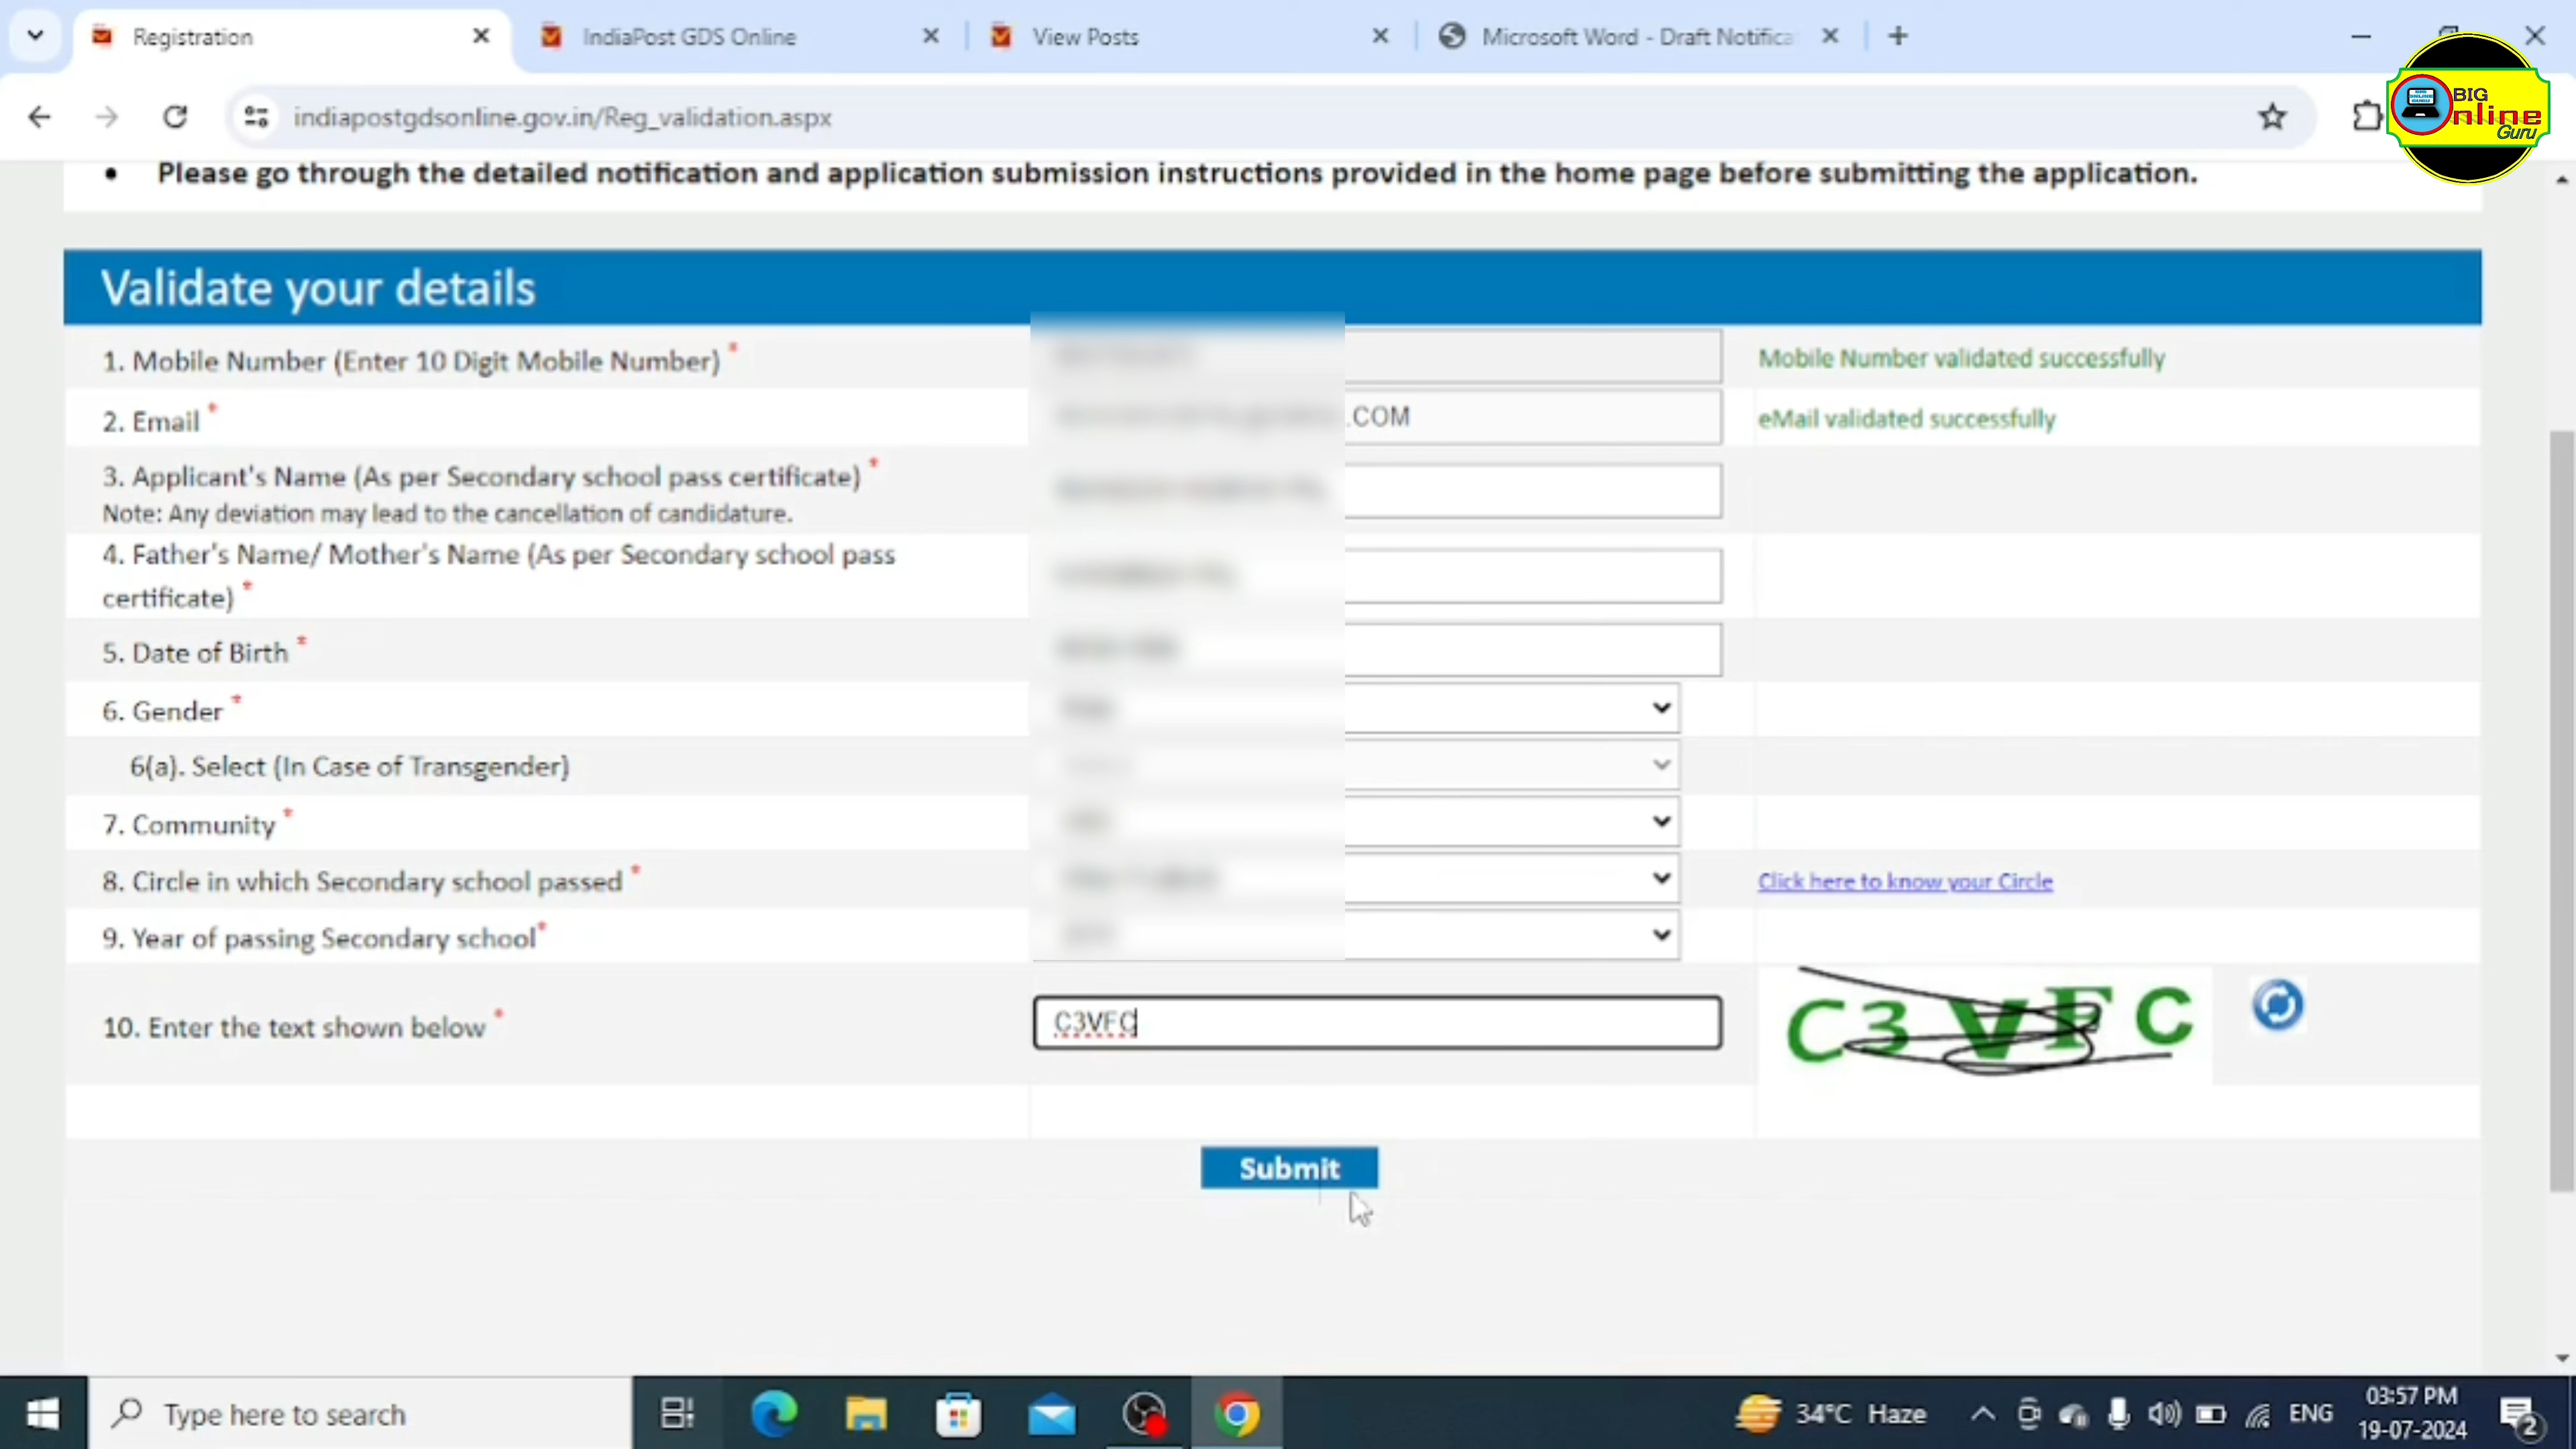 Registration
IndiaPost GDS Online
View Posts
Microsoft Word - Draft Notifica
indiapostgdsonline.gov.in/Reg_validation.aspx
BIG
Online
Guru
• Please go through the detailed notification and application submission instructions provided in the home page before submitting the application.
Validate your details
1. Mobile Number (Enter 10 Digit Mobile Number) *
Mobile Number validated successfully
2. Email *
.COM
eMail validated successfully
3. Applicant's Name (As per Secondary school pass certificate) *
Note: Any deviation may lead to the cancellation of candidature.
4. Father's Name/ Mother's Name (As per Secondary school pass
certificate) *
5. Date of Birth *
6. Gender *
6(a). Select (In Case of Transgender)
7. Community *
8. Circle in which Secondary school passed *
Click here to know your Circle
9. Year of passing Secondary school*
10. Enter the text shown below *
C3VFC
C3VFC
Submit
Type here to search
34°C Haze
ENG
03:57 PM
19-07-2024
2